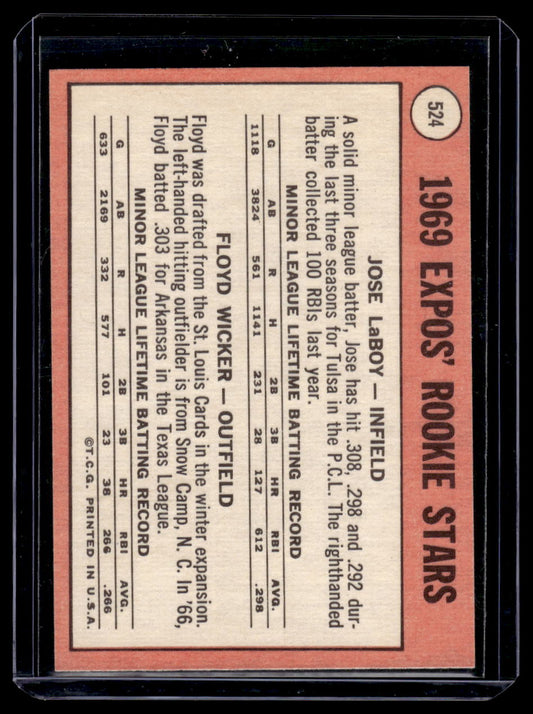 524
1969 EXPOS' ROOKIE STARS
JOSE LaBOY — INFIELD
A solid minor league batter, Jose has hit .308, .298 and .292 dur-
ing the last three seasons for Tulsa in the P.C.L. The righthanded
batter collected 100 RBIs last year.
MINOR LEAGUE LIFETIME BATTING RECORD
G AB R H 2B 3B HR RBI AVG.
1118 3824 561 1141 231 28 127 612 .298
FLOYD WICKER — OUTFIELD
Floyd was drafted from the St. Louis Cards in the winter expansion.
The left-handed hitting outfielder is from Snow Camp, N. C. In '66,
Floyd batted .303 for Arkansas in the Texas League.
MINOR LEAGUE LIFETIME BATTING RECORD
G AB R H 2B 3B HR RBI AVG.
633 2169 332 577 101 23 38 266 .266
©T.C.G. PRINTED IN U.S.A.